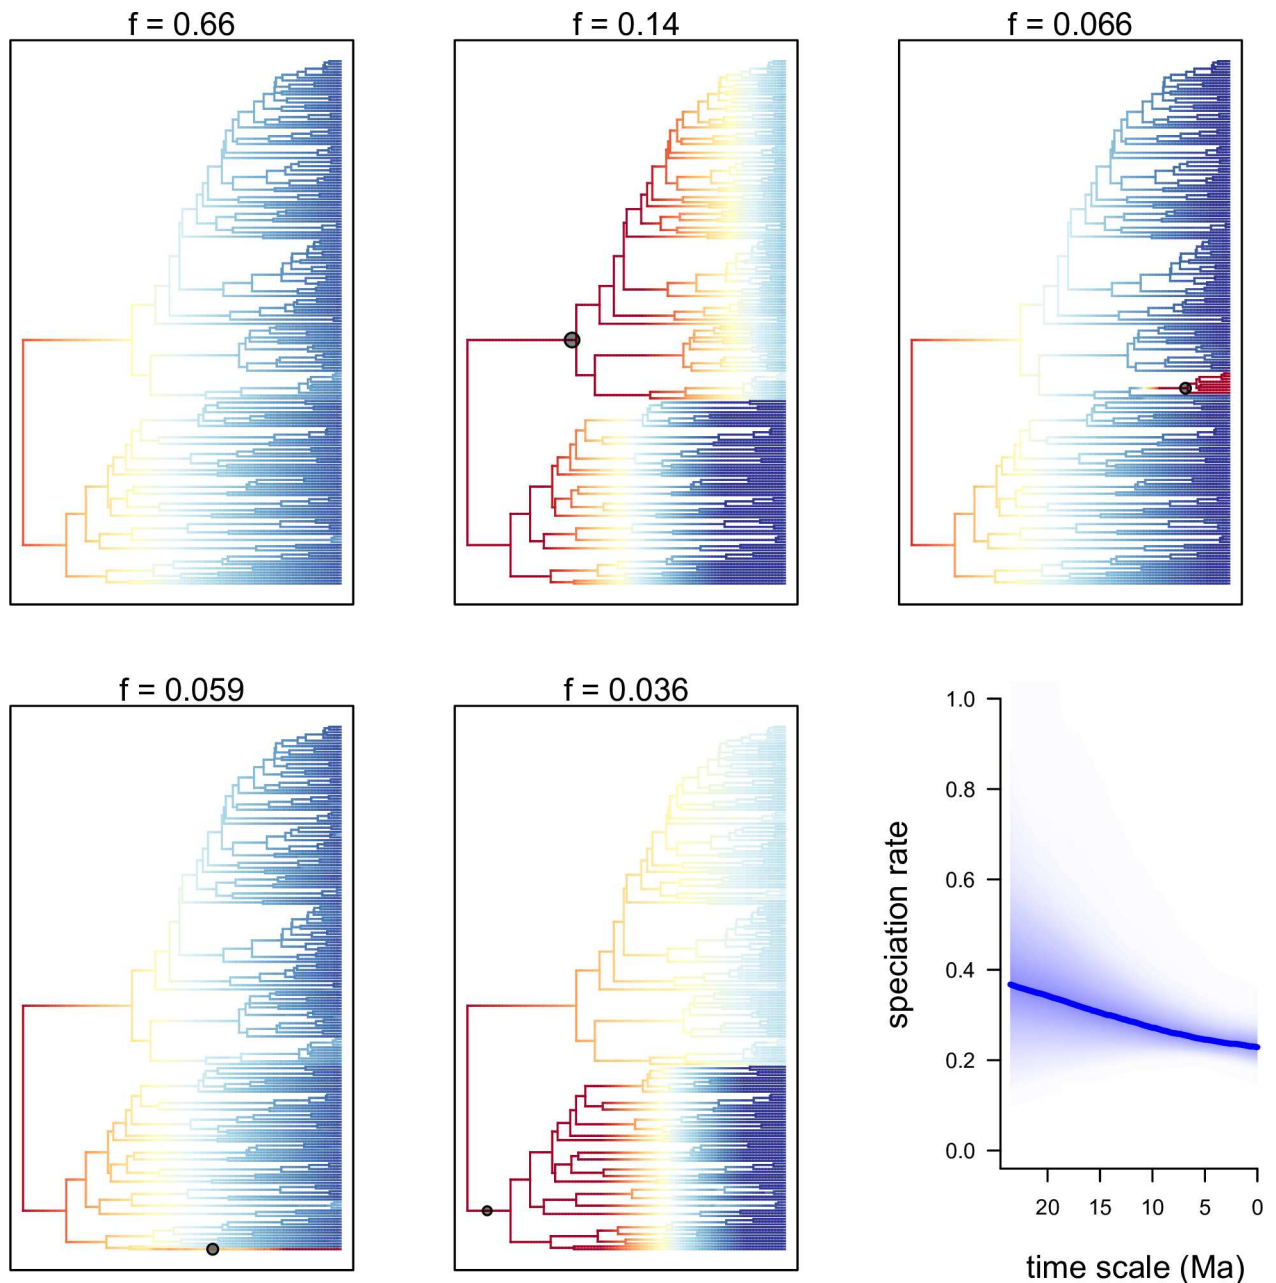 f = 0.66
f = 0.14
f = 0.066
f = 0.059
f = 0.036
1.0
0.8
0.6
0.4
0.2
0.0
speciation rate
20 15 10 5 0
time scale (Ma)